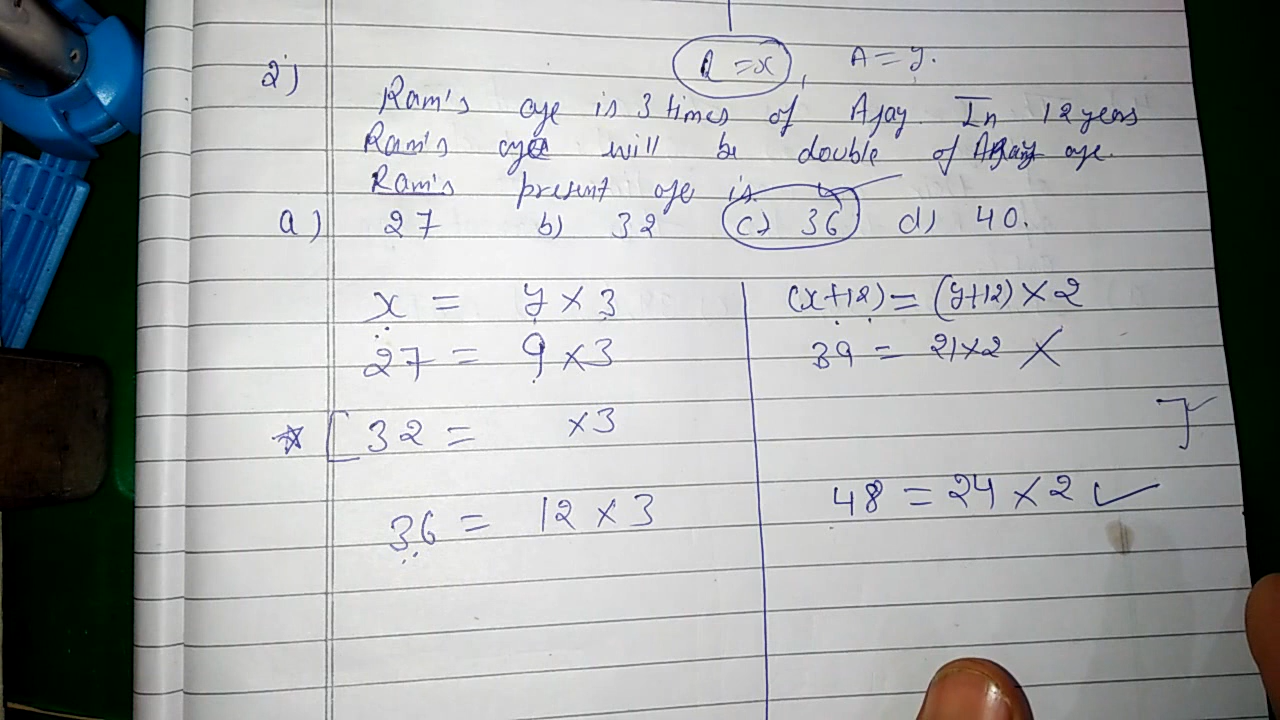 R = x, A = y.
2)
Ram's age is 3 times of Ajay. In 12 years
Ram's age will be double of Ajay's age.
Ram's present age is
a) 27 b) 32 (c) 36 d) 40.
x = y × 3 (x+12) = (y+12) × 2
27 = 9 × 3 39 = 21×2 ×
☆ [ 32 = ×3 ]
36 = 12 × 3 48 = 24 × 2 ✓